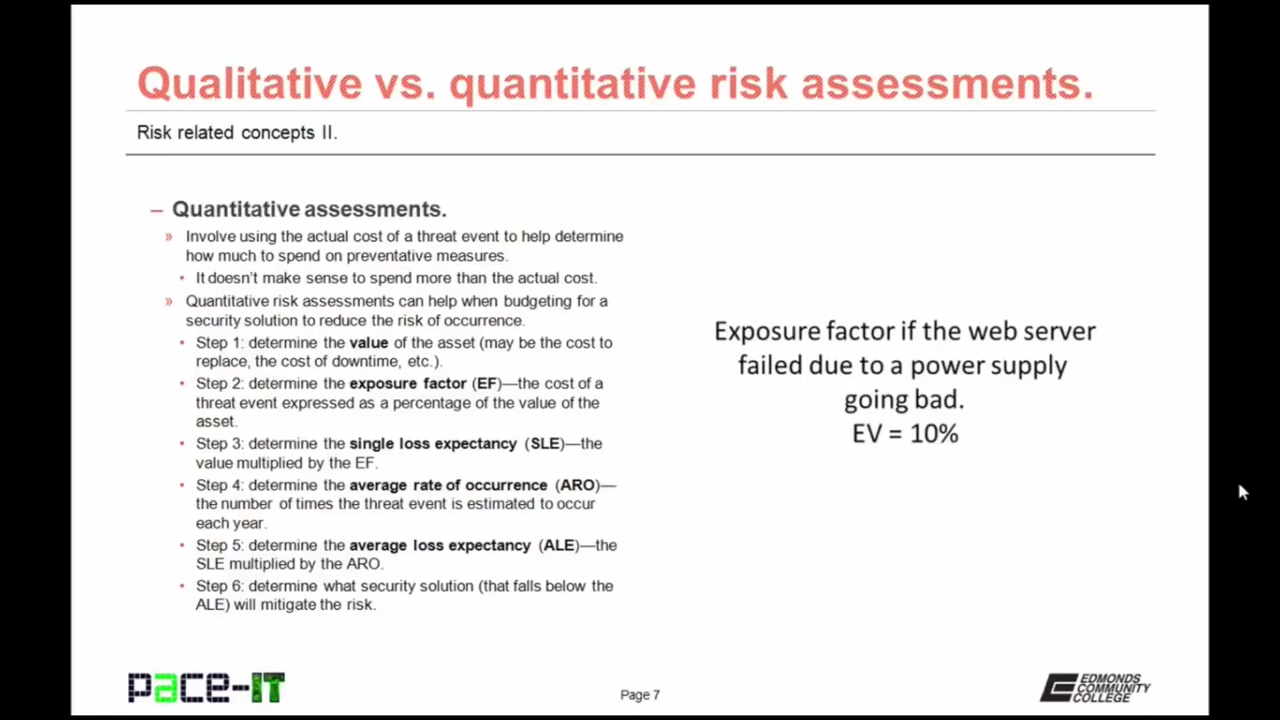 Qualitative vs. quantitative risk assessments.
Risk related concepts II.
– Quantitative assessments.
» Involve using the actual cost of a threat event to help determine
how much to spend on preventative measures.
• It doesn't make sense to spend more than the actual cost.
» Quantitative risk assessments can help when budgeting for a
security solution to reduce the risk of occurrence.
• Step 1: determine the value of the asset (may be the cost to
replace, the cost of downtime, etc.).
• Step 2: determine the exposure factor (EF)—the cost of a
threat event expressed as a percentage of the value of the
asset.
• Step 3: determine the single loss expectancy (SLE)—the
value multiplied by the EF.
• Step 4: determine the average rate of occurrence (ARO)—
the number of times the threat event is estimated to occur
each year.
• Step 5: determine the average loss expectancy (ALE)—the
SLE multiplied by the ARO.
• Step 6: determine what security solution (that falls below the
ALE) will mitigate the risk.
Exposure factor if the web server
failed due to a power supply
going bad.
EV = 10%
pace-IT
Page 7
EDMONDS
COMMUNITY
COLLEGE